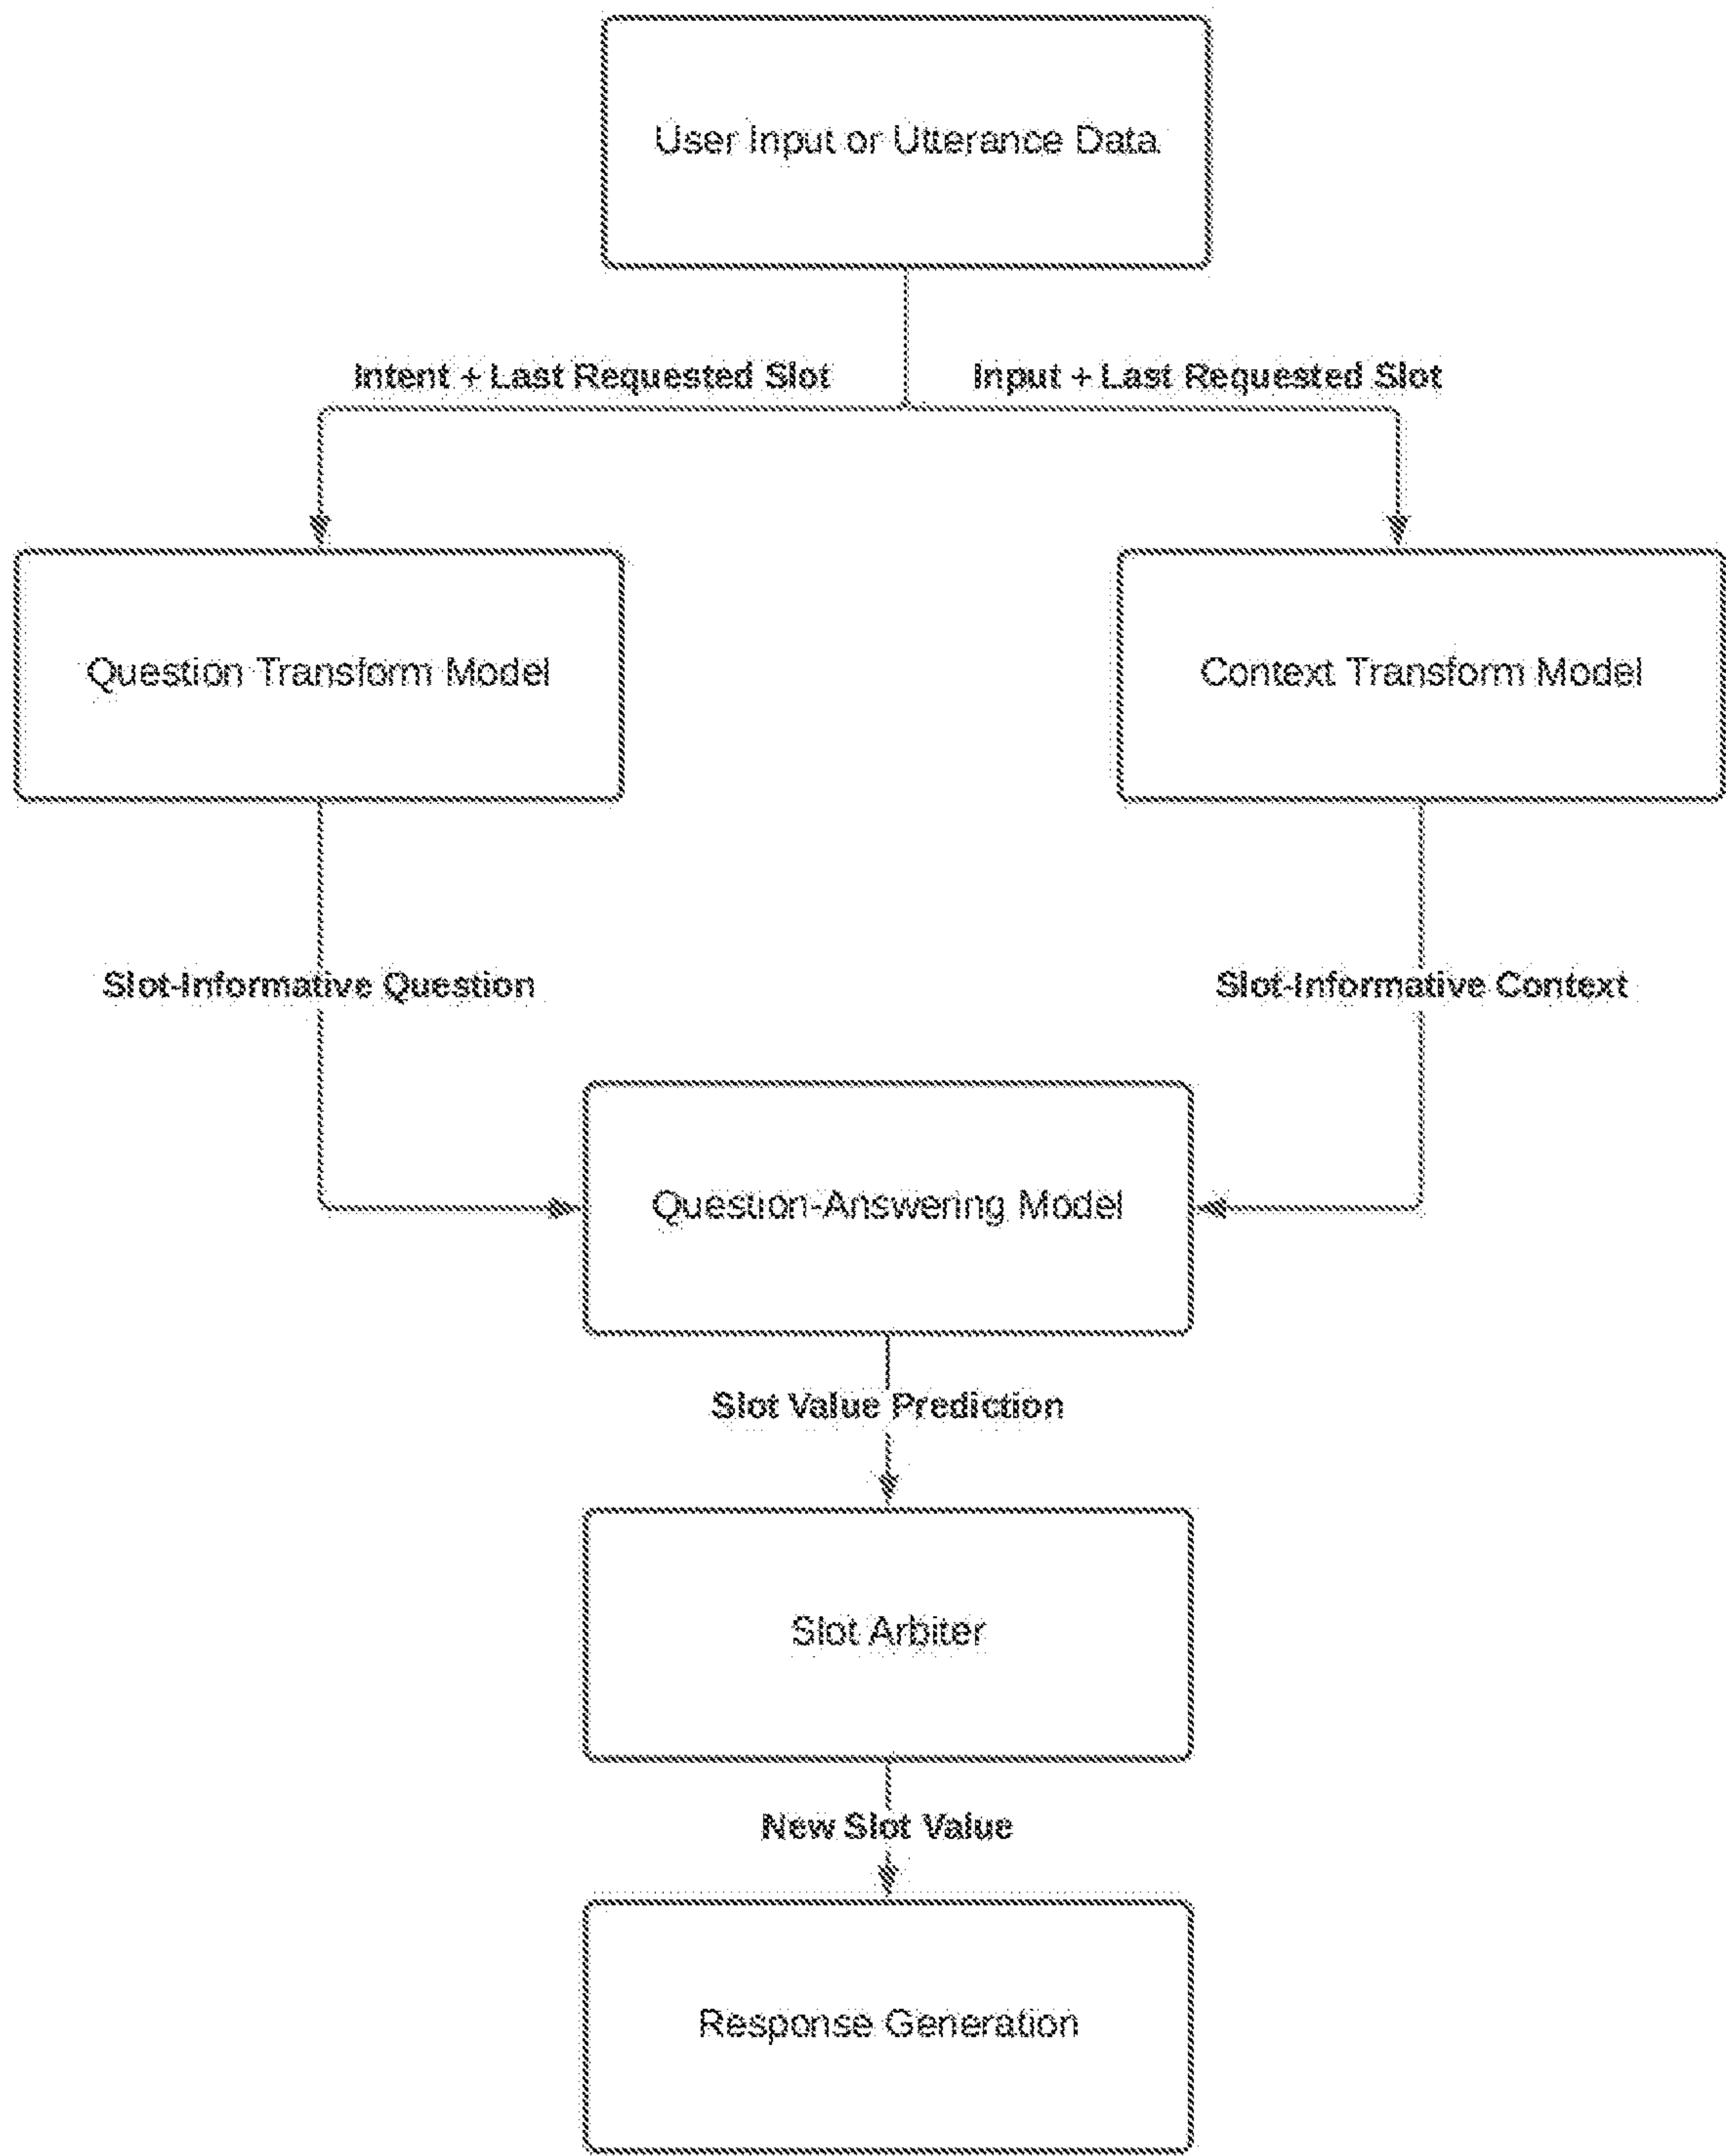 User Input or Utterance Data
Intent + Last Requested Slot
Input + Last Requested Slot
Question Transform Model
Context Transform Model
Slot-Informative Question
Slot-Informative Context
Question-Answering Model
Slot Value Prediction
Slot Arbiter
New Slot Value
Response Generation